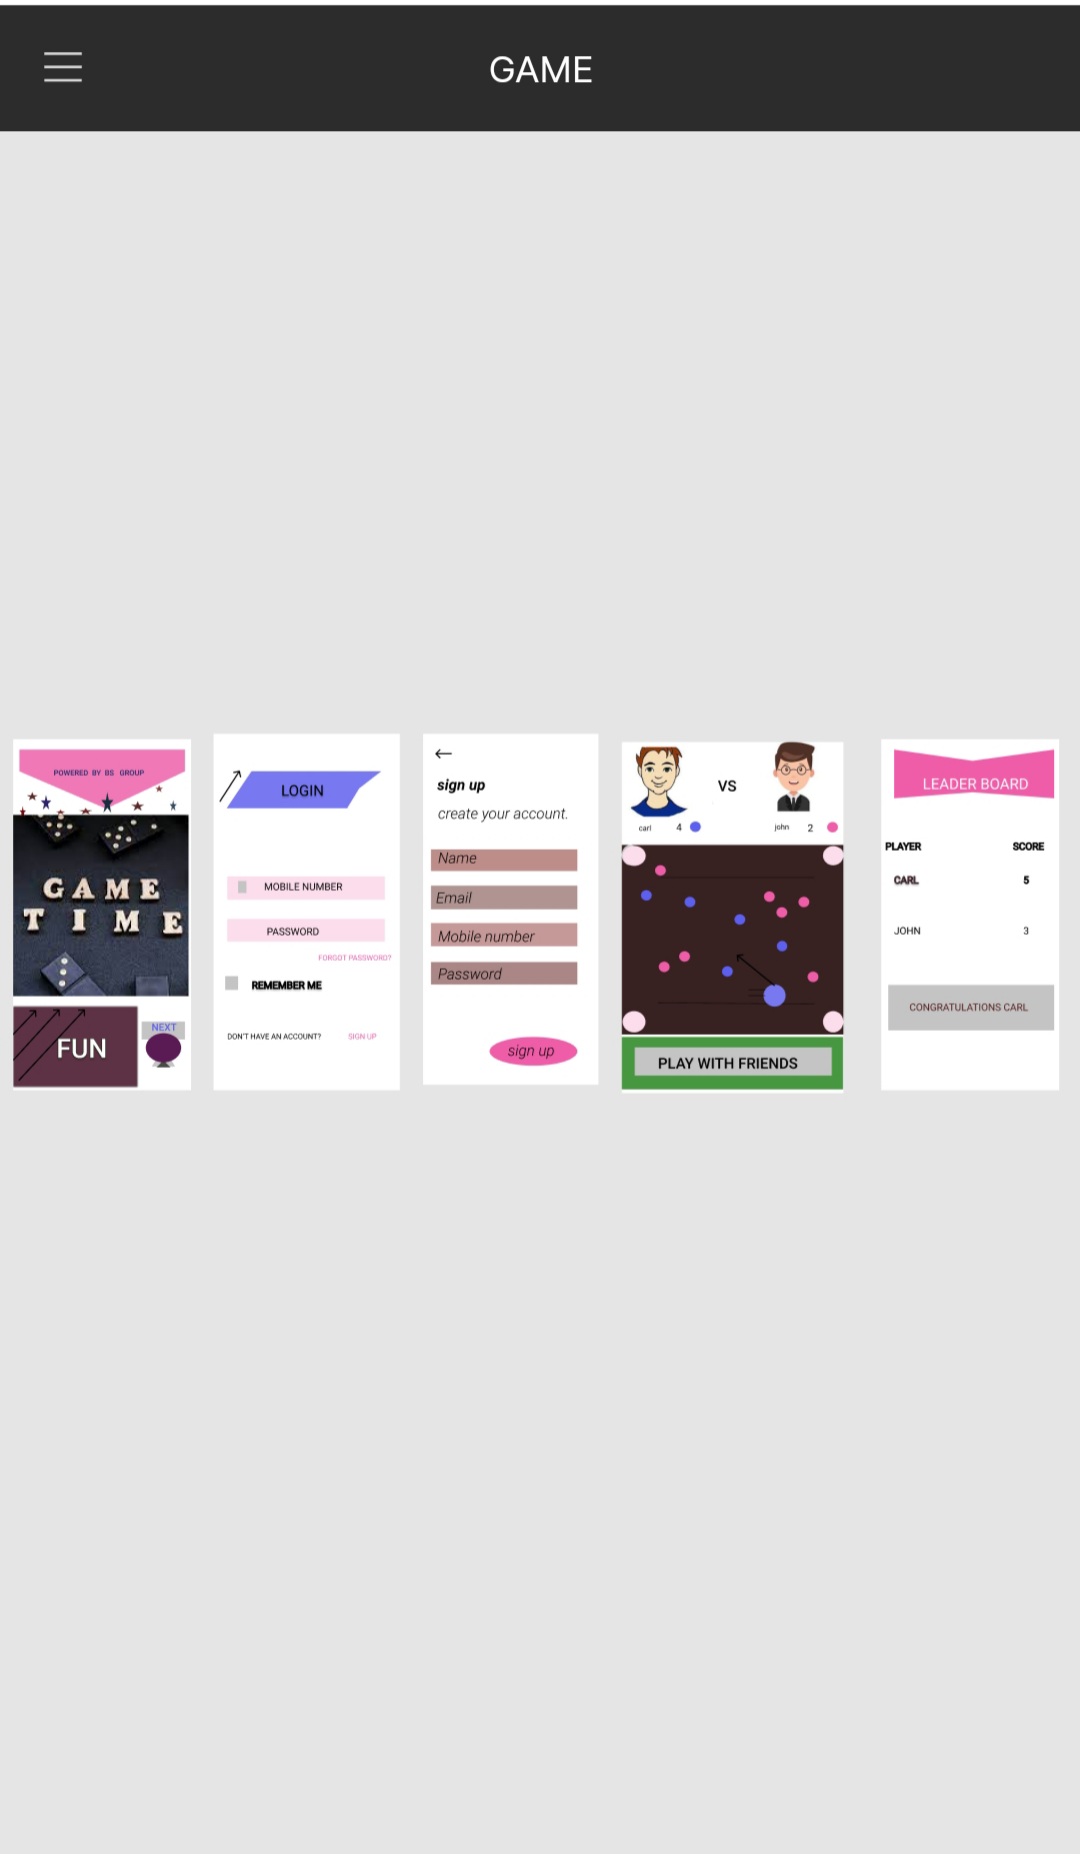 GAME
POWERED BY BS GROUP
GAME
TIME
FUN
NEXT
LOGIN
MOBILE NUMBER
PASSWORD
FORGOT PASSWORD?
REMEMBER ME
DON'T HAVE AN ACCOUNT?
SIGN UP
sign up
create your account.
Name
Email
Mobile number
Password
sign up
VS
carl 4
john 2
PLAY WITH FRIENDS
LEADER BOARD
PLAYER SCORE
CARL 5
JOHN 3
CONGRATULATIONS CARL